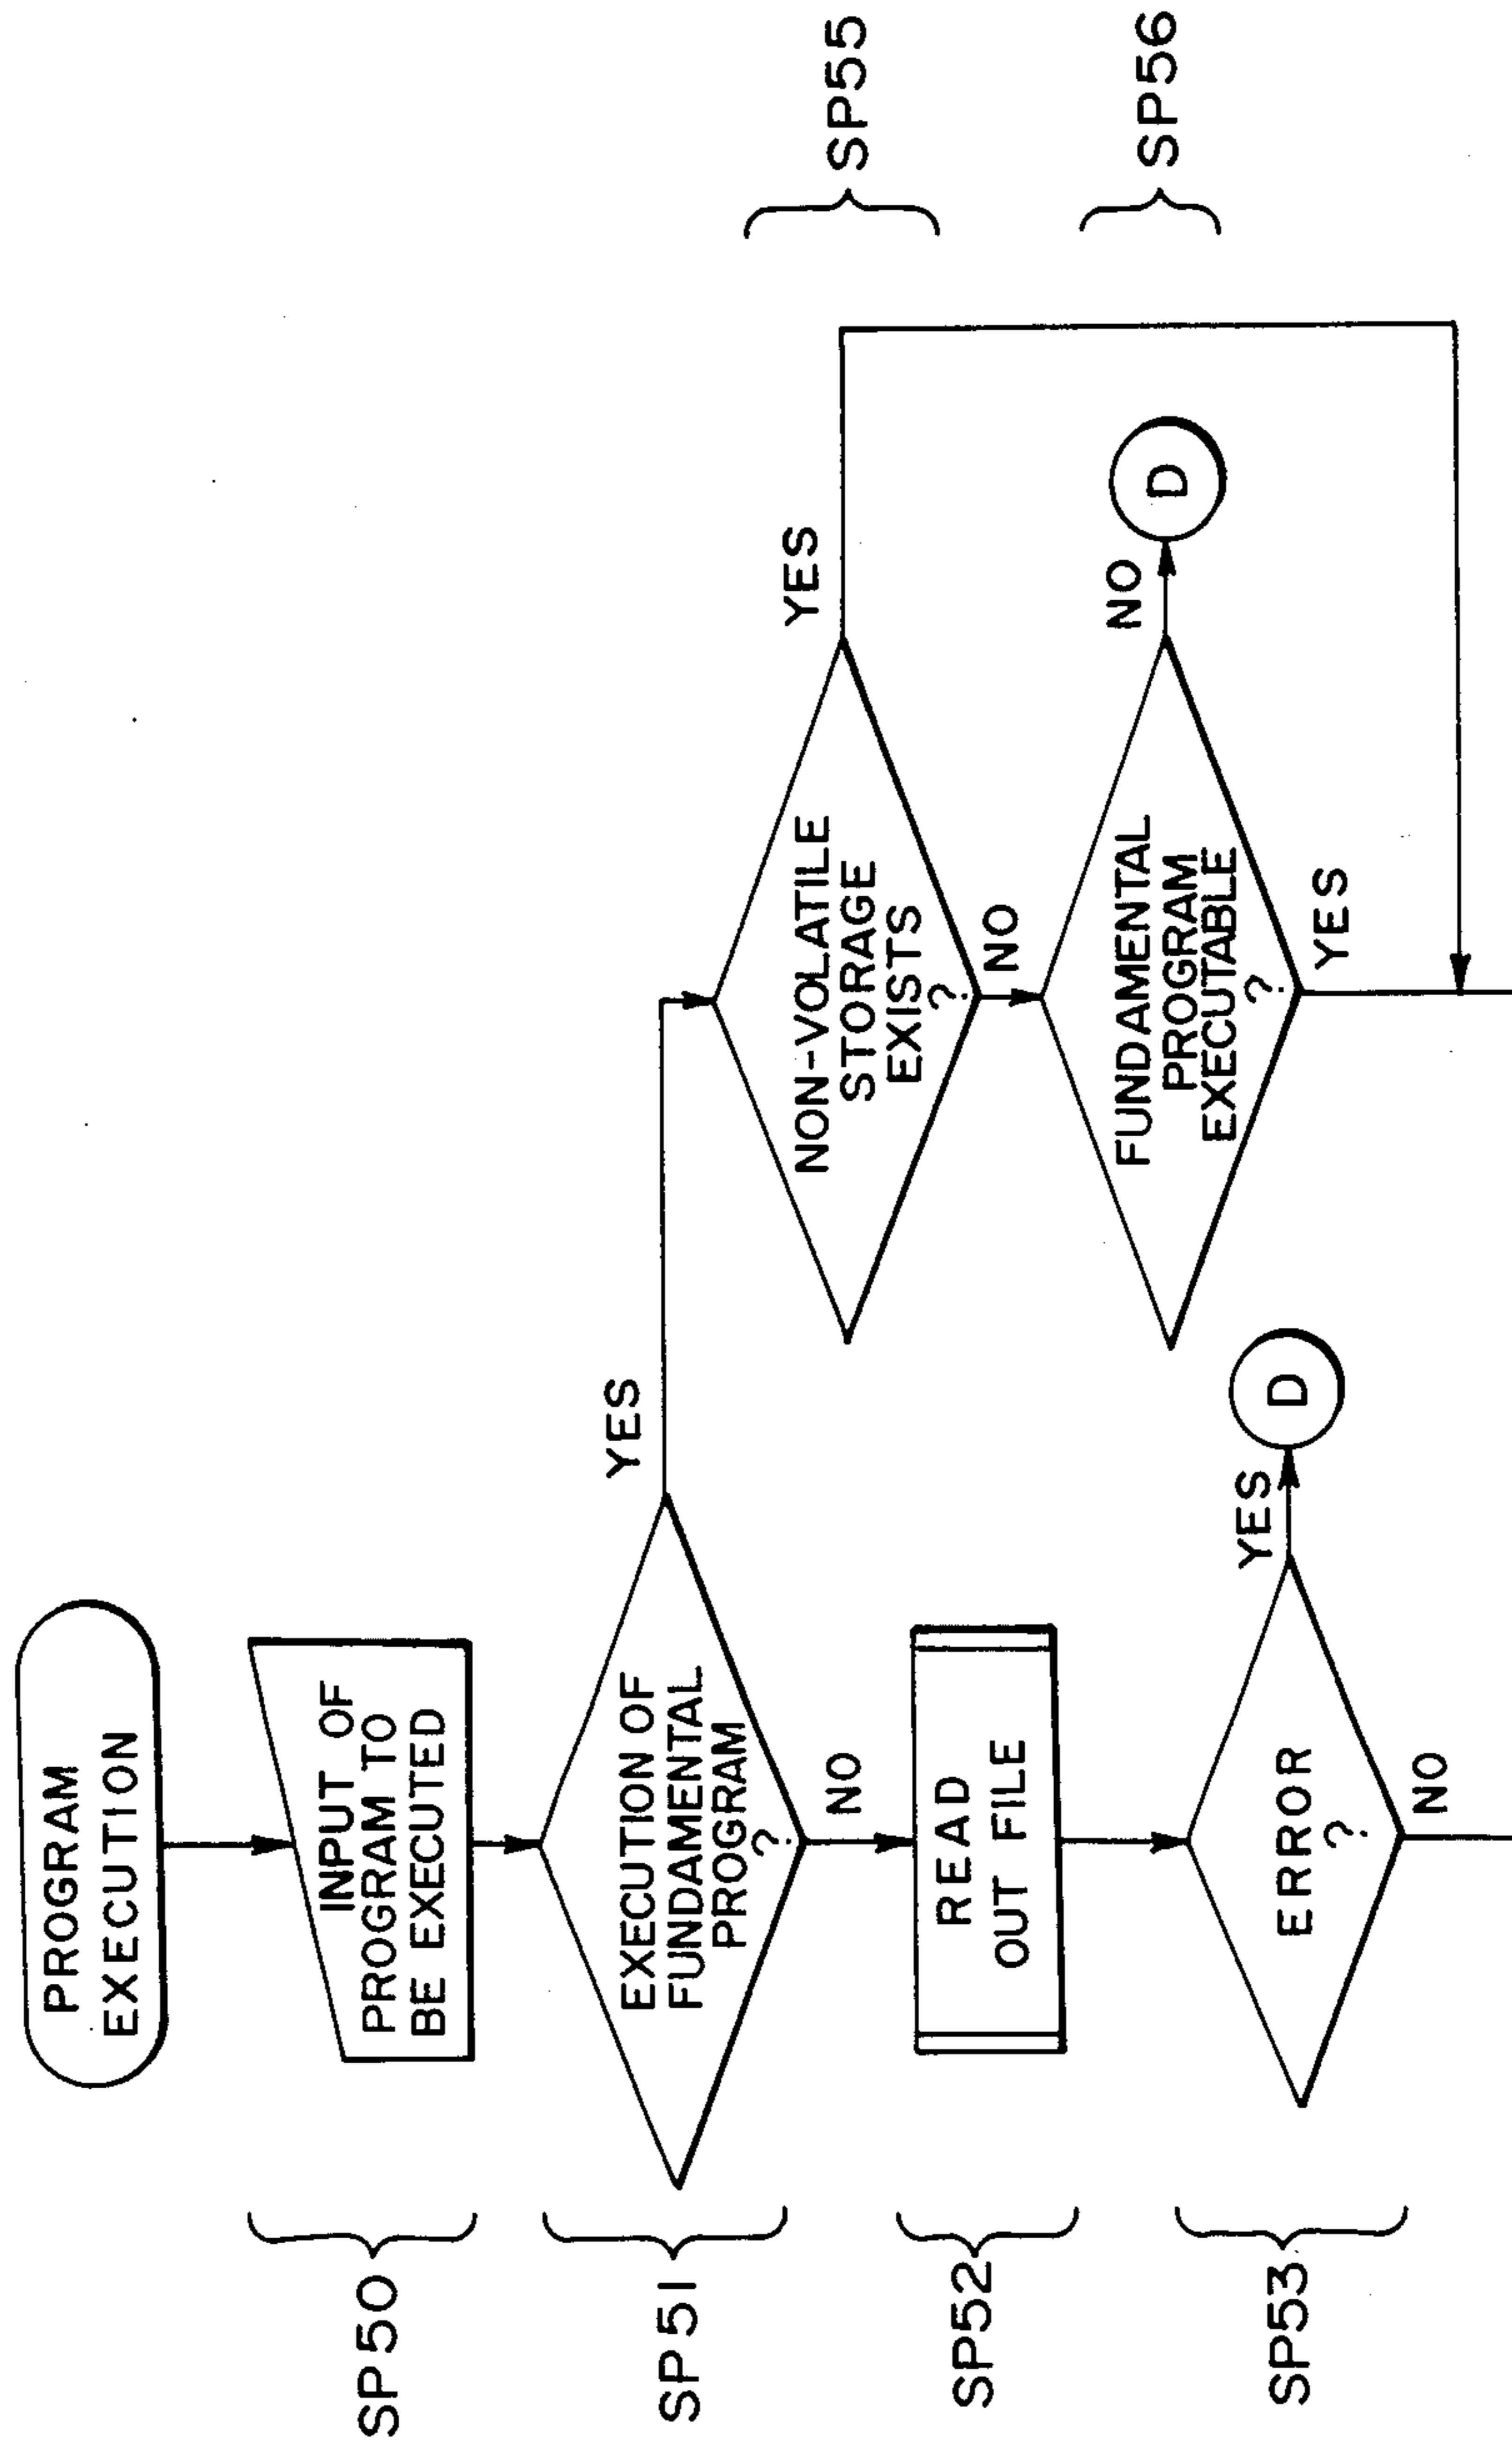 PROGRAM
EXECUTION
SP50
INPUT OF
PROGRAM TO
BE EXECUTED
SP51
EXECUTION OF
FUNDAMENTAL
PROGRAM
?
YES
NO
SP52
READ
OUT FILE
SP53
ERROR
?
YES
D
NO
NON-VOLATILE
STORAGE
EXISTS
?
YES
SP55
NO
FUNDAMENTAL
PROGRAM
EXECUTABLE
?
NO
D
SP56
YES